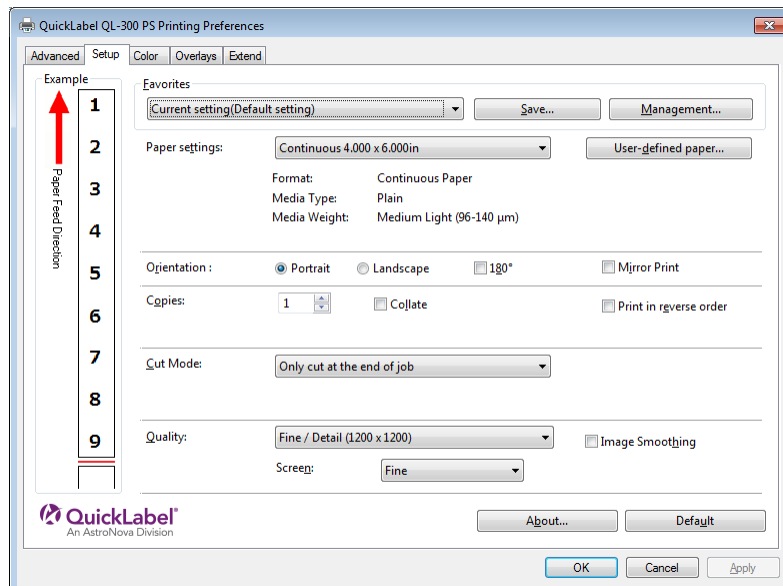 QuickLabel QL-300 PS Printing Preferences
Advanced Setup Color Overlays Extend
Example
Paper Feed Direction
1
2
3
4
5
6
7
8
9
Favorites
Current setting(Default setting) Save... Management...
Paper settings: Continuous 4.000 x 6.000in User-defined paper...
Format: Continuous Paper
Media Type: Plain
Media Weight: Medium Light (96-140 µm)
Orientation : Portrait Landscape 180° Mirror Print
Copies: 1 Collate Print in reverse order
Cut Mode: Only cut at the end of job
Quality: Fine / Detail (1200 x 1200) Image Smoothing
Screen: Fine
QuickLabel®
An AstroNova Division
About... Default
OK Cancel Apply